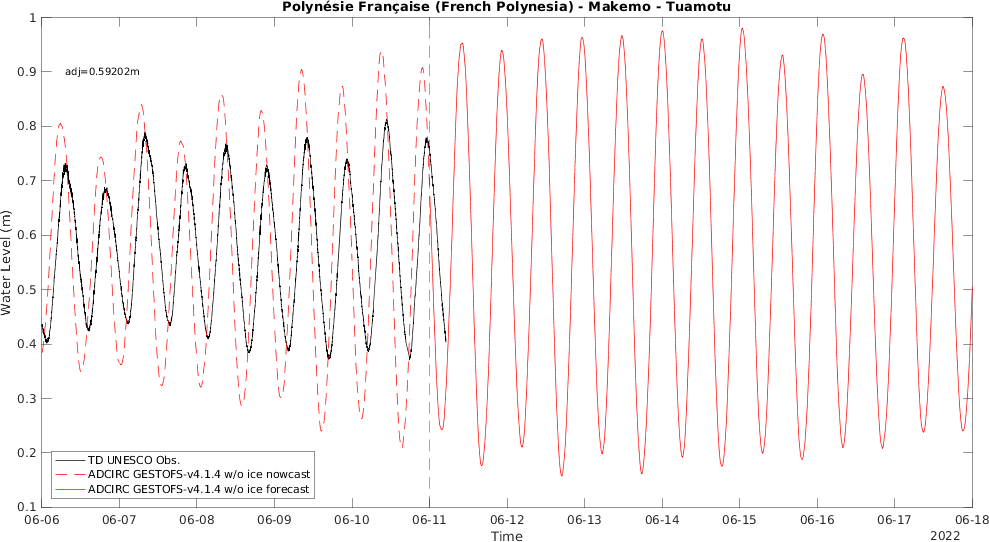 Polynésie Française (French Polynesia) - Makemo - Tuamotu
1
0.9
0.8
0.7
0.6
0.5
0.4
0.3
0.2
0.1
Water Level (m)
adj=0.59202m
TD UNESCO Obs.
ADCIRC GESTOFS-v4.1.4 w/o ice nowcast
ADCIRC GESTOFS-v4.1.4 w/o ice forecast
06-06 06-07 06-08 06-09 06-10 06-11 06-12 06-13 06-14 06-15 06-16 06-17 06-18
Time
2022